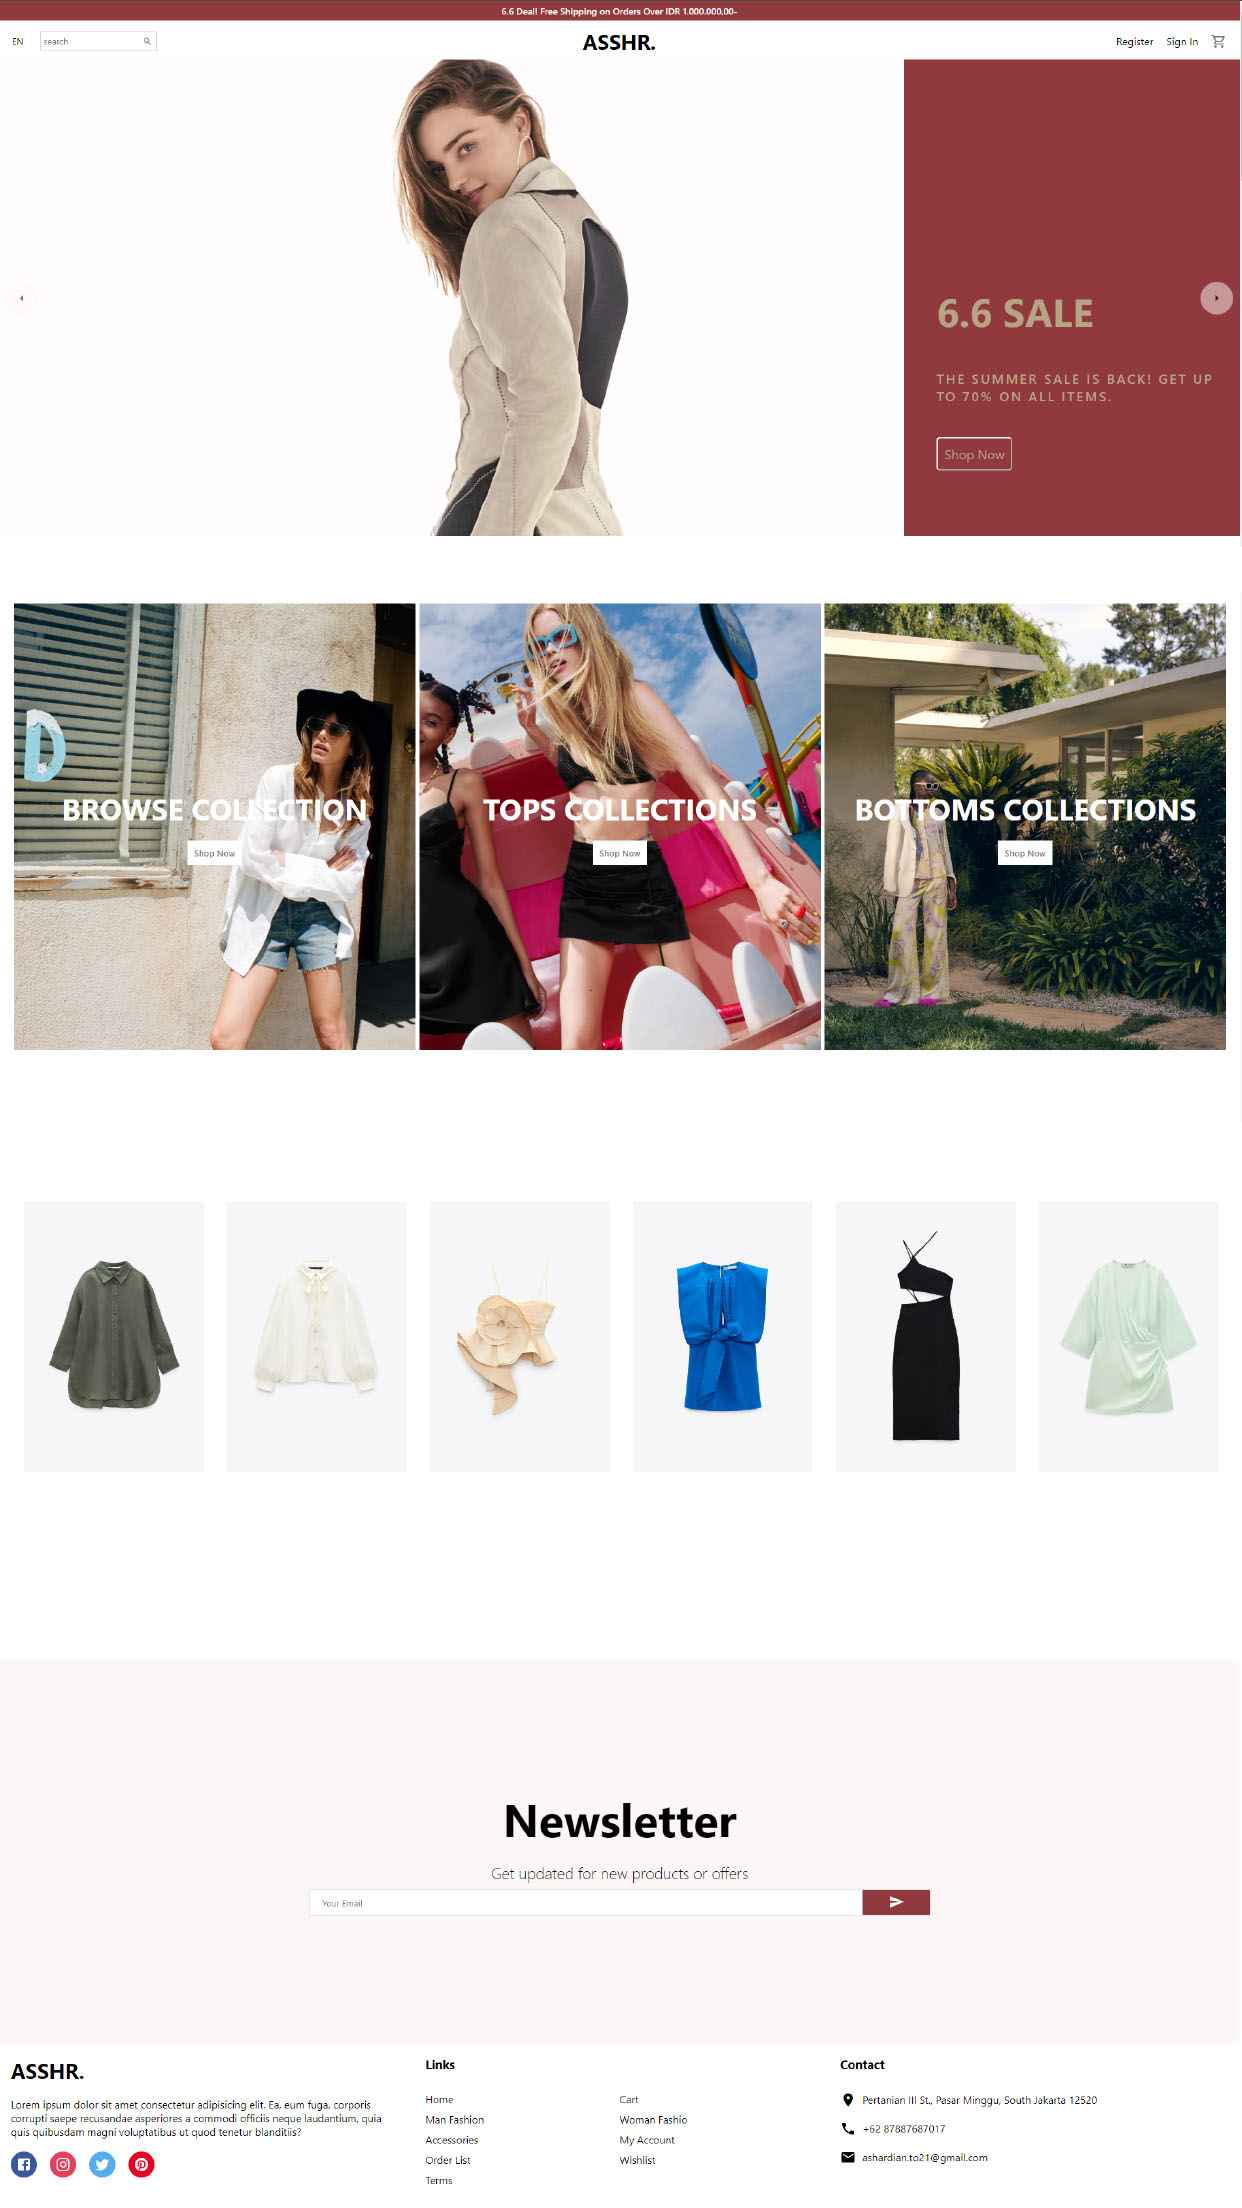 6.6 Deal! Free Shipping on Orders Over IDR 1.000.000,00-
EN
search
ASSHR.
Register
Sign In
6.6 SALE
THE SUMMER SALE IS BACK! GET UP
TO 70% ON ALL ITEMS.
Shop Now
D
BROWSE COLLECTION
Shop Now
TOPS COLLECTIONS
Shop Now
BOTTOMS COLLECTIONS
Shop Now
Newsletter
Get updated for new products or offers
Your Email
ASSHR.
Lorem ipsum dolor sit amet consectetur adipisicing elit. Ea, eum fuga, corporis
corrupti saepe recusandae asperiores a commodi officiis neque laudantium, quia
quis quibusdam magni voluptatibus ut quod tenetur blanditiis?
Links
Home
Cart
Man Fashion
Woman Fashio
Accessories
My Account
Order List
Wishlist
Terms
Contact
Pertanian III St., Pasar Minggu, South Jakarta 12520
+62 87887687017
ashardian.to21@gmail.com